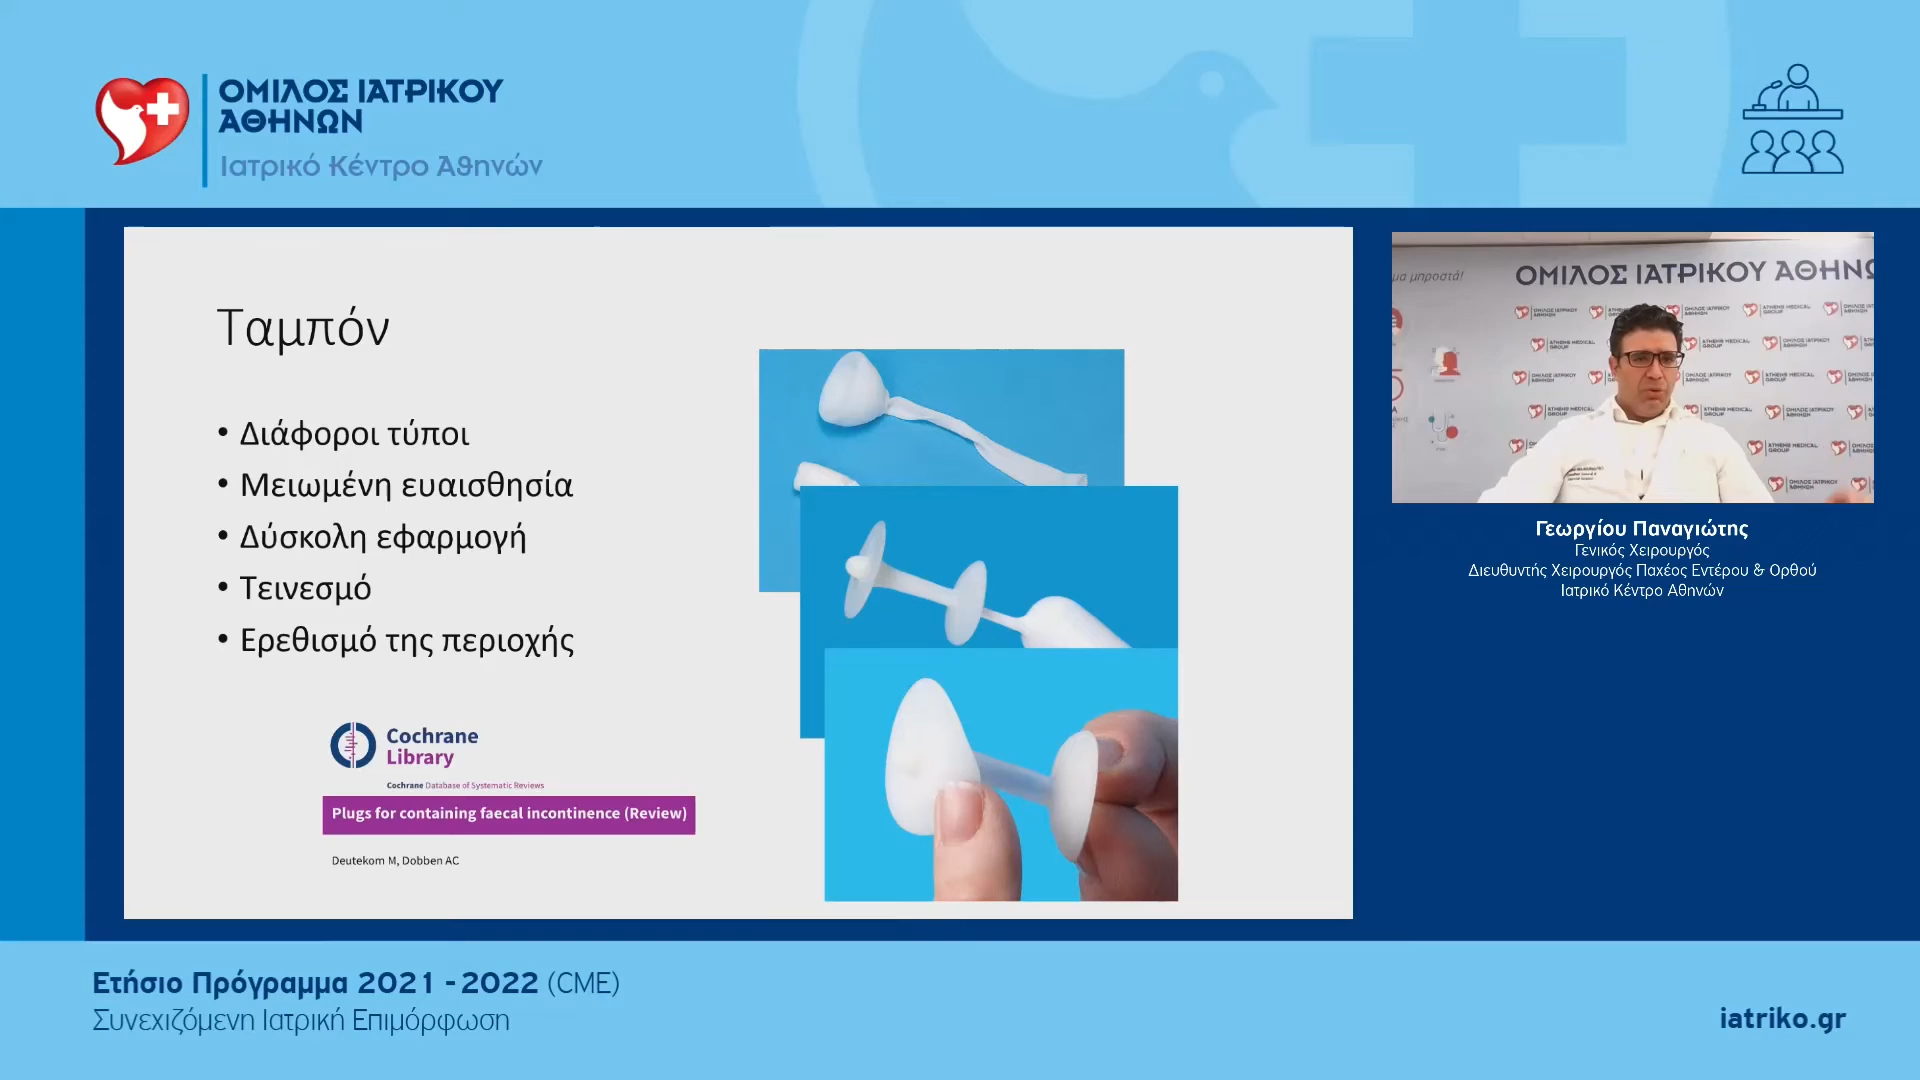 ΟΜΙΛΟΣ ΙΑΤΡΙΚΟΥ
ΑΘΗΝΩΝ
Ιατρικό Κέντρο Αθηνών
Ταμπόν
• Διάφοροι τύποι
• Μειωμένη ευαισθησία
• Δύσκολη εφαρμογή
• Τεινεσμό
• Ερεθισμό της περιοχής
Cochrane
Library
Cochrane Database of Systematic Reviews
Plugs for containing faecal incontinence (Review)
Deutekom M, Dobben AC
μα μπροστά!
ΟΜΙΛΟΣ ΙΑΤΡΙΚΟΥ ΑΘΗΝΩ
Γεωργίου Παναγιώτης
Γενικός Χειρουργός
Διευθυντής Χειρουργός Παχέος Εντέρου & Ορθού
Ιατρικό Κέντρο Αθηνών
Ετήσιο Πρόγραμμα 2021 - 2022 (CME)
Συνεχιζόμενη Ιατρική Επιμόρφωση
iatriko.gr